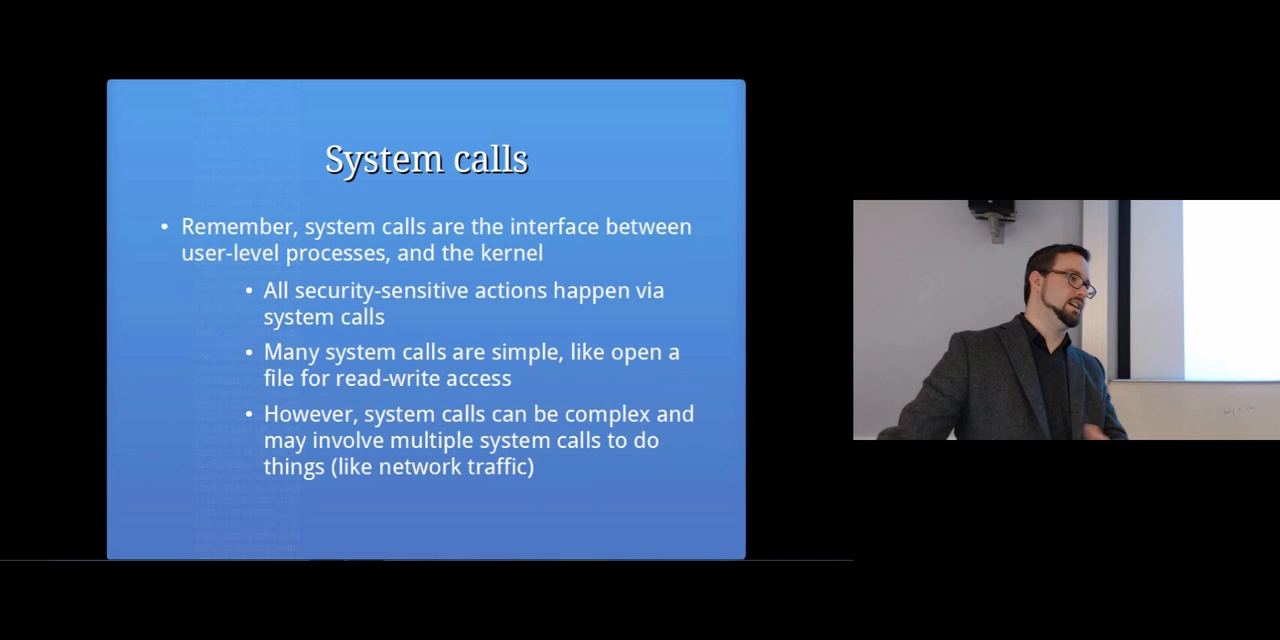 System calls
• Remember, system calls are the interface between
user-level processes, and the kernel
• All security-sensitive actions happen via
system calls
• Many system calls are simple, like open a
file for read-write access
• However, system calls can be complex and
may involve multiple system calls to do
things (like network traffic)